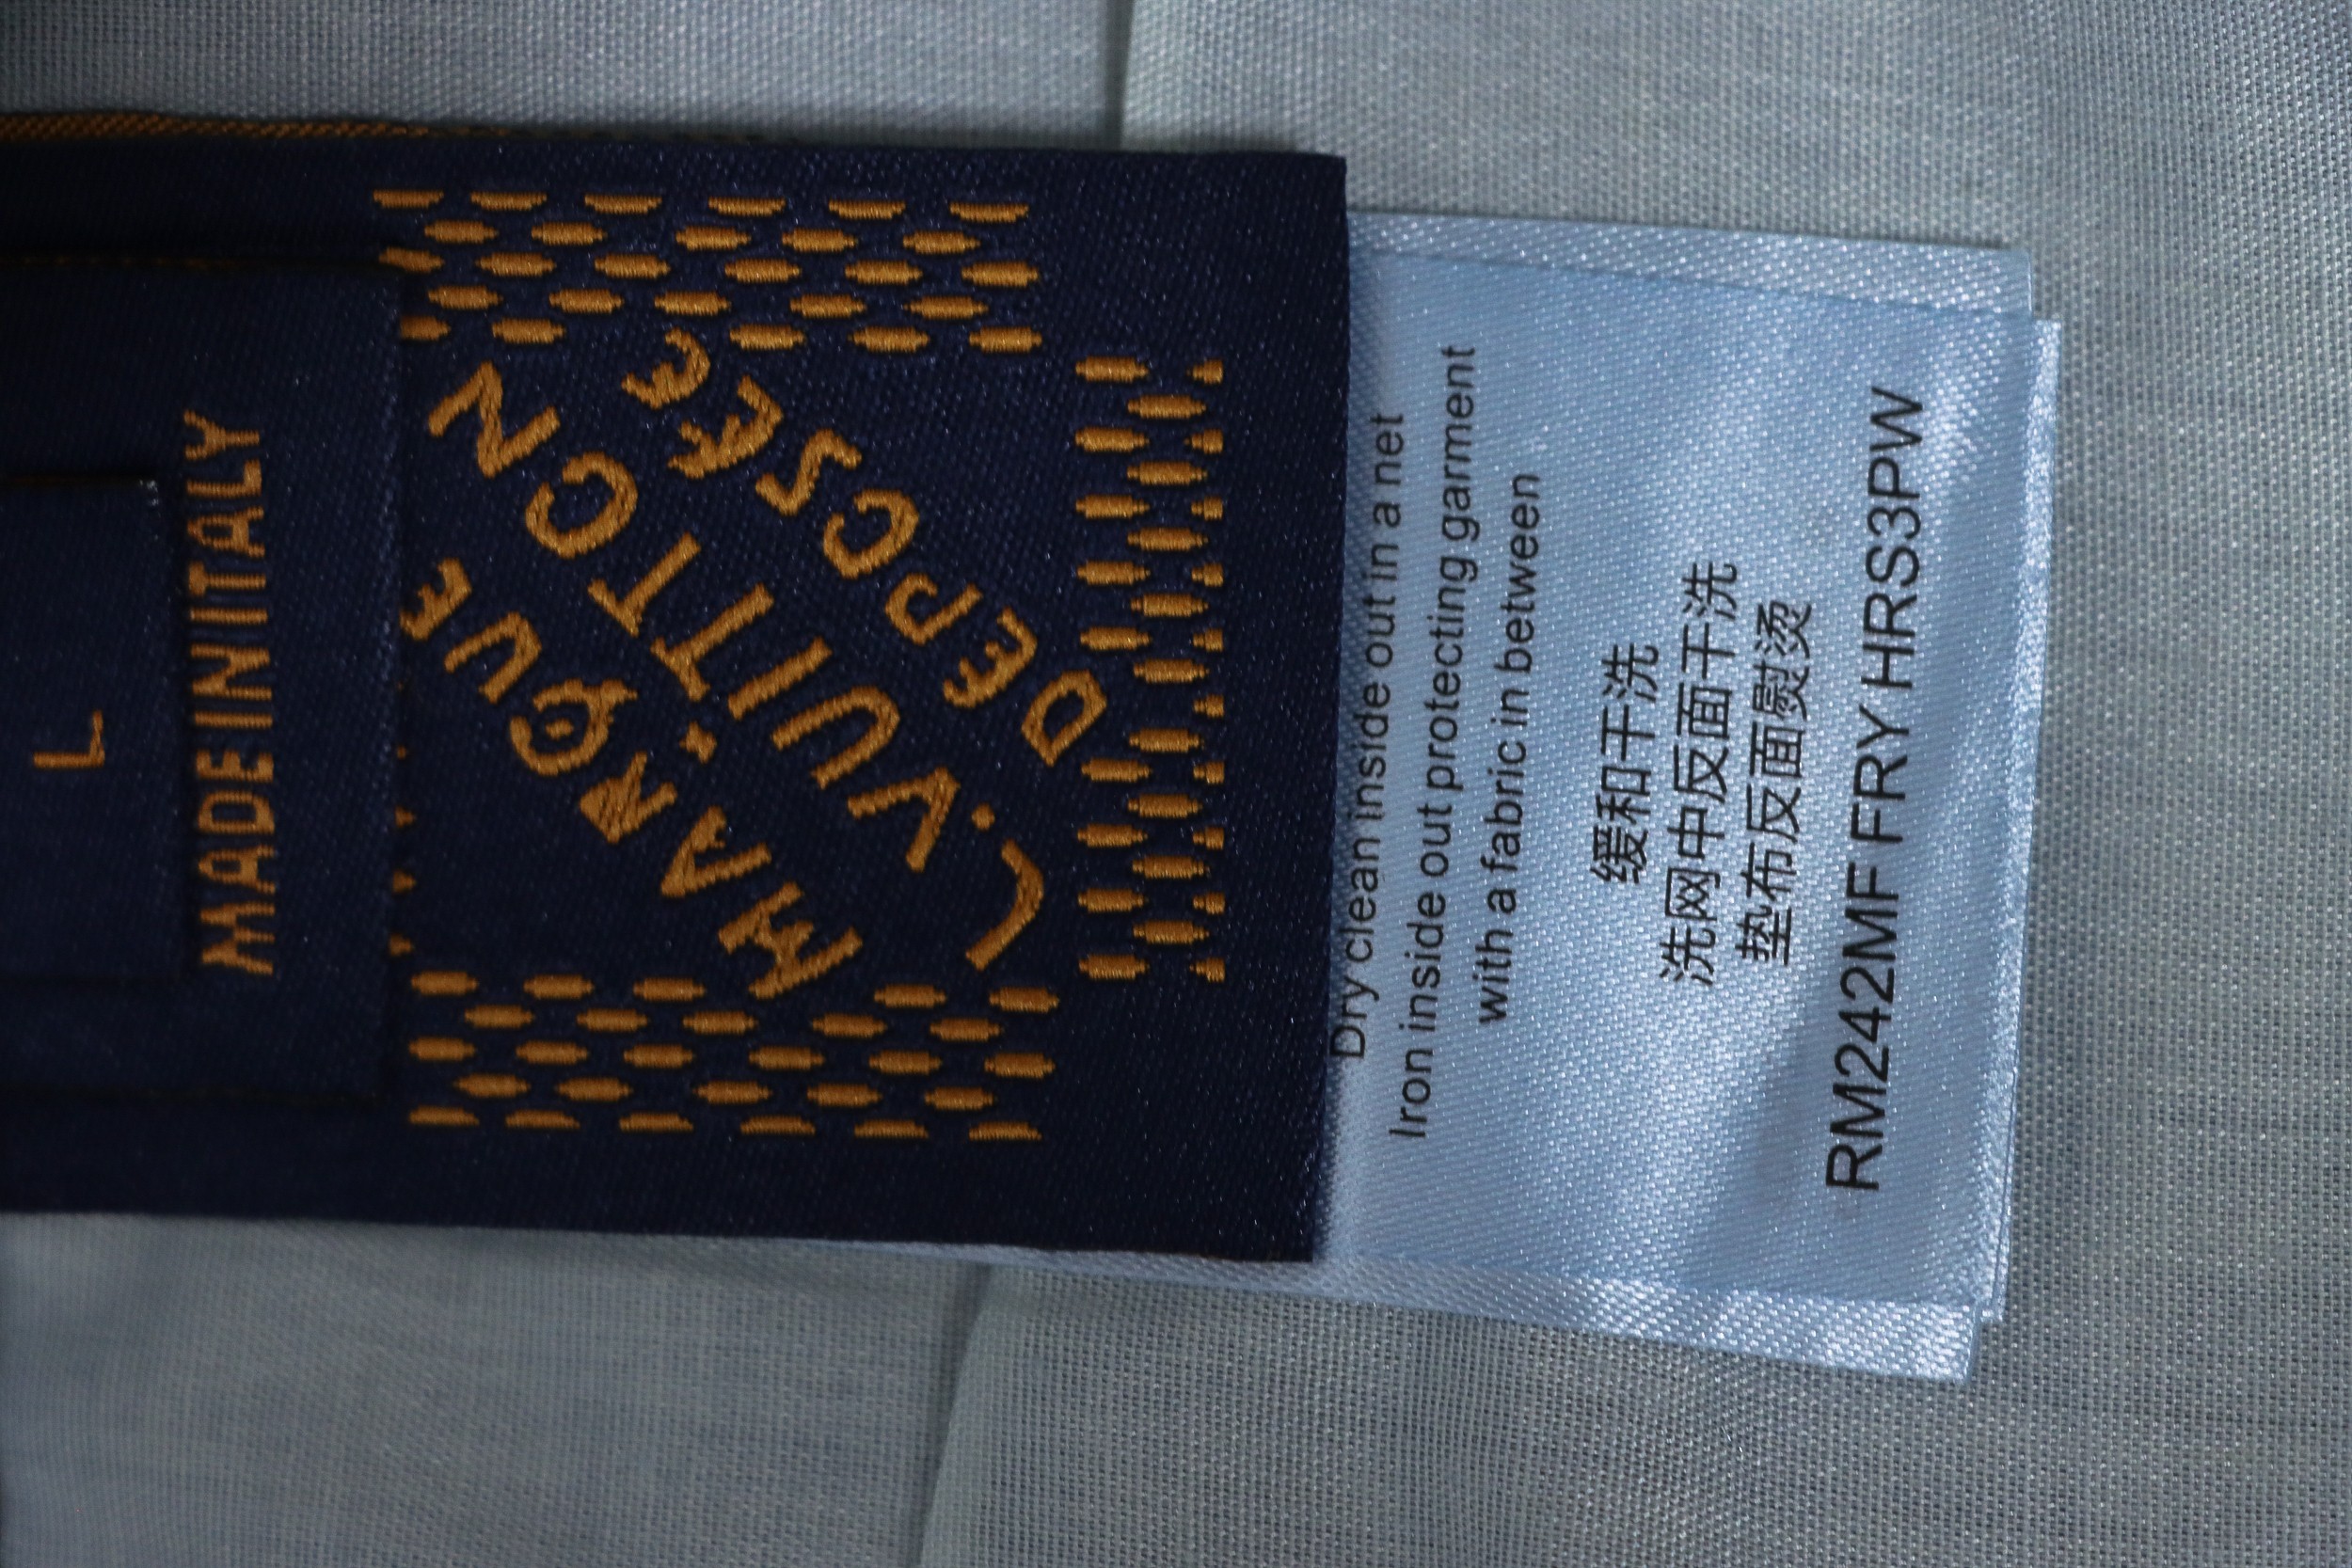 L
MADE IN ITALY
MARQUE
L.VUITTON
DEPOSEE
Dry clean inside out in a net
Iron inside out protecting garment
with a fabric in between
缓和干洗
洗网中反面干洗
垫布反面熨烫
RM242MF FRY HRS3PW